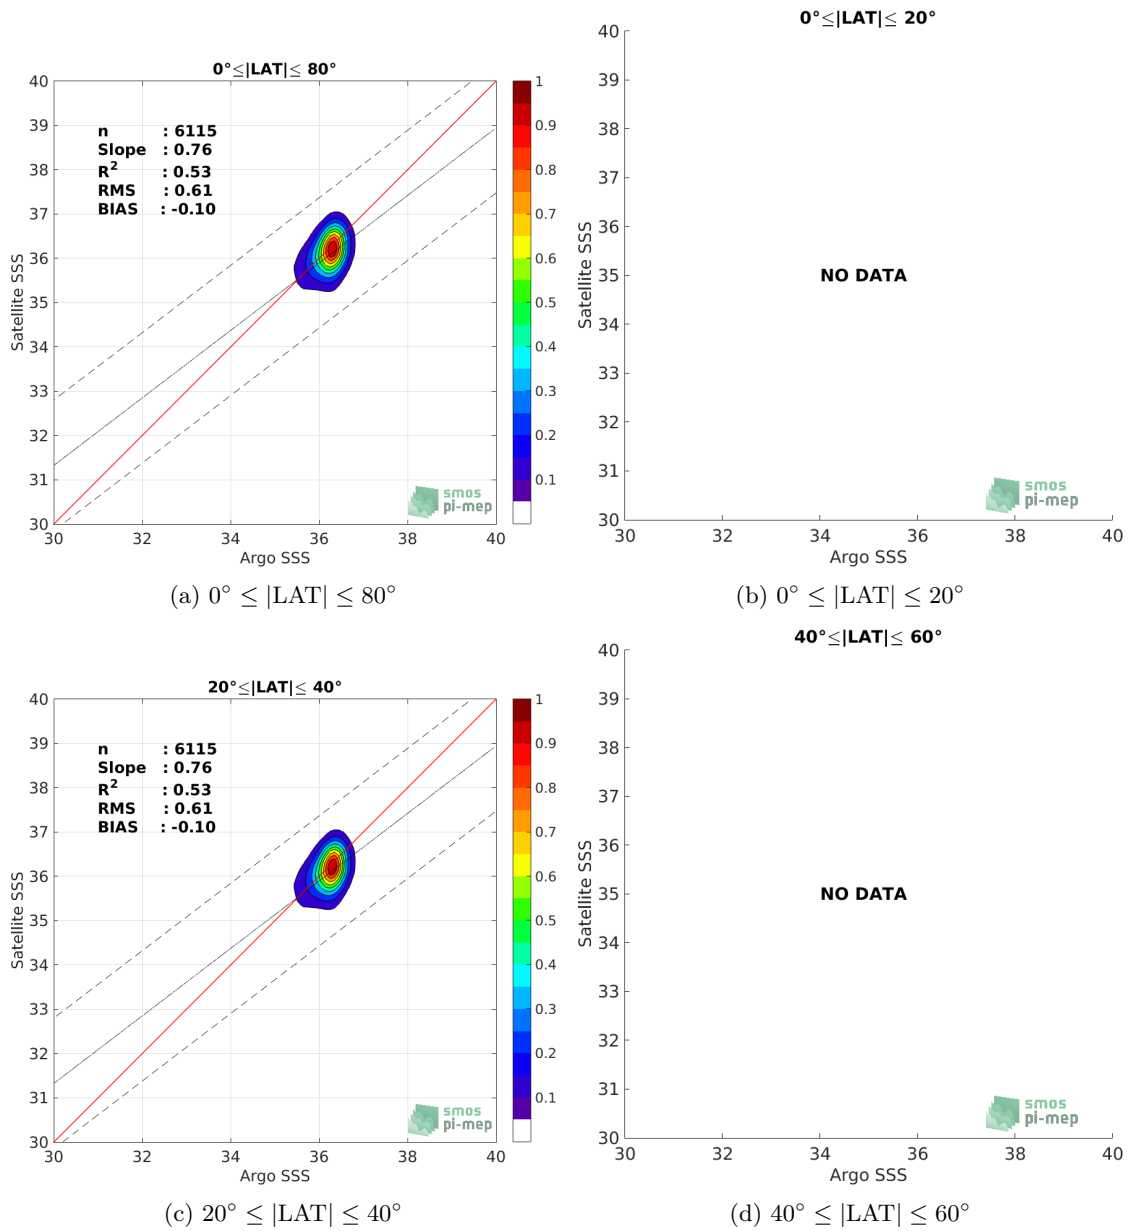 0°≤|LAT|≤ 80°
40
39
38
37
36
35
34
33
32
31
30
Satellite SSS
n : 6115
Slope : 0.76
R² : 0.53
RMS : 0.61
BIAS : -0.10
smos
pi-mep
30 32 34 36 38 40
Argo SSS
1
0.9
0.8
0.7
0.6
0.5
0.4
0.3
0.2
0.1
(a) 0° ≤ |LAT| ≤ 80°
0°≤|LAT|≤ 20°
40
39
38
37
36
35
34
33
32
31
30
Satellite SSS
NO DATA
smos
pi-mep
30 32 34 36 38 40
Argo SSS
(b) 0° ≤ |LAT| ≤ 20°
20°≤|LAT|≤ 40°
40
39
38
37
36
35
34
33
32
31
30
Satellite SSS
n : 6115
Slope : 0.76
R² : 0.53
RMS : 0.61
BIAS : -0.10
smos
pi-mep
30 32 34 36 38 40
Argo SSS
1
0.9
0.8
0.7
0.6
0.5
0.4
0.3
0.2
0.1
(c) 20° ≤ |LAT| ≤ 40°
40°≤|LAT|≤ 60°
40
39
38
37
36
35
34
33
32
31
30
Satellite SSS
NO DATA
smos
pi-mep
30 32 34 36 38 40
Argo SSS
(d) 40° ≤ |LAT| ≤ 60°